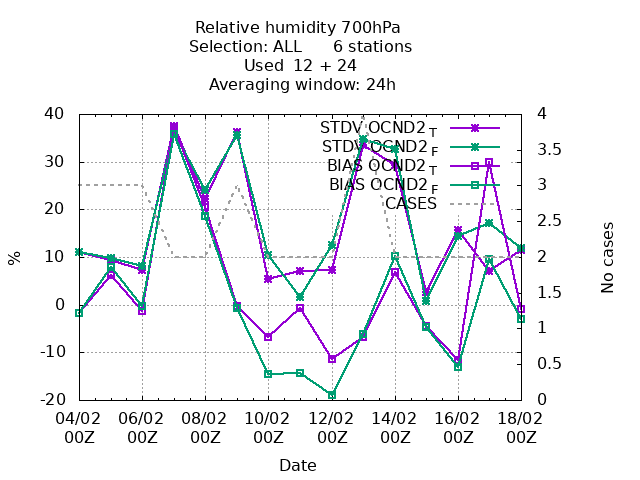 Relative humidity 700hPa
Selection: ALL 6 stations
Used 12 + 24
Averaging window: 24h
STDV OCND2 T
STDV OCND2 F
BIAS OCND2 T
BIAS OCND2 F
CASES
40
30
20
10
0
-10
-20
%
4
3.5
3
2.5
2
1.5
1
0.5
0
No cases
04/02 06/02 08/02 10/02 12/02 14/02 16/02 18/02
00Z 00Z 00Z 00Z 00Z 00Z 00Z 00Z
Date